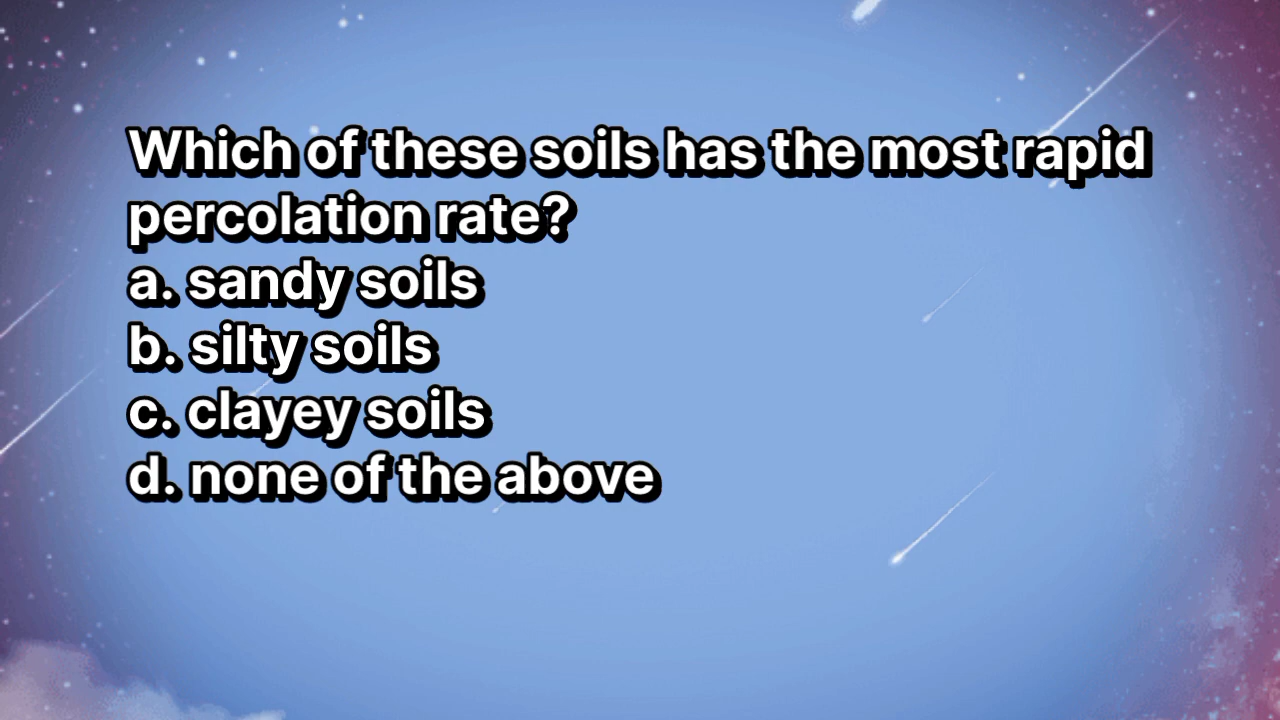 Which of these soils has the most rapid
percolation rate?
a. sandy soils
b. silty soils
c. clayey soils
d. none of the above